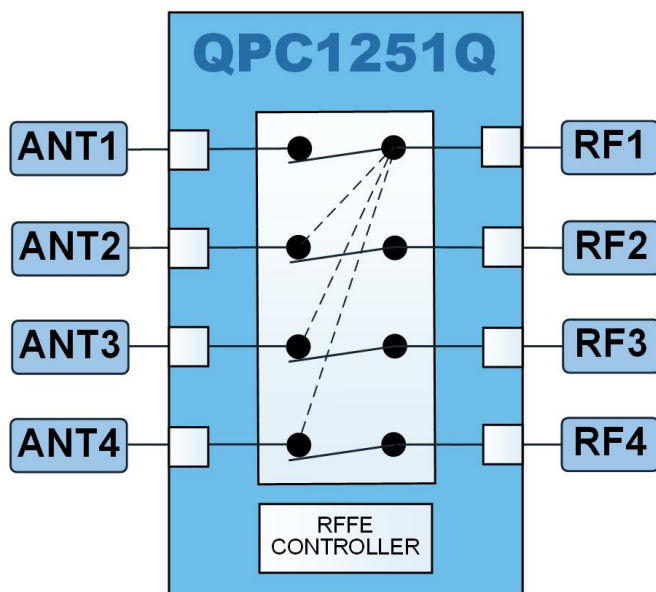 QPC1251Q
ANT1
RF1
ANT2
RF2
ANT3
RF3
ANT4
RF4
RFFE
CONTROLLER